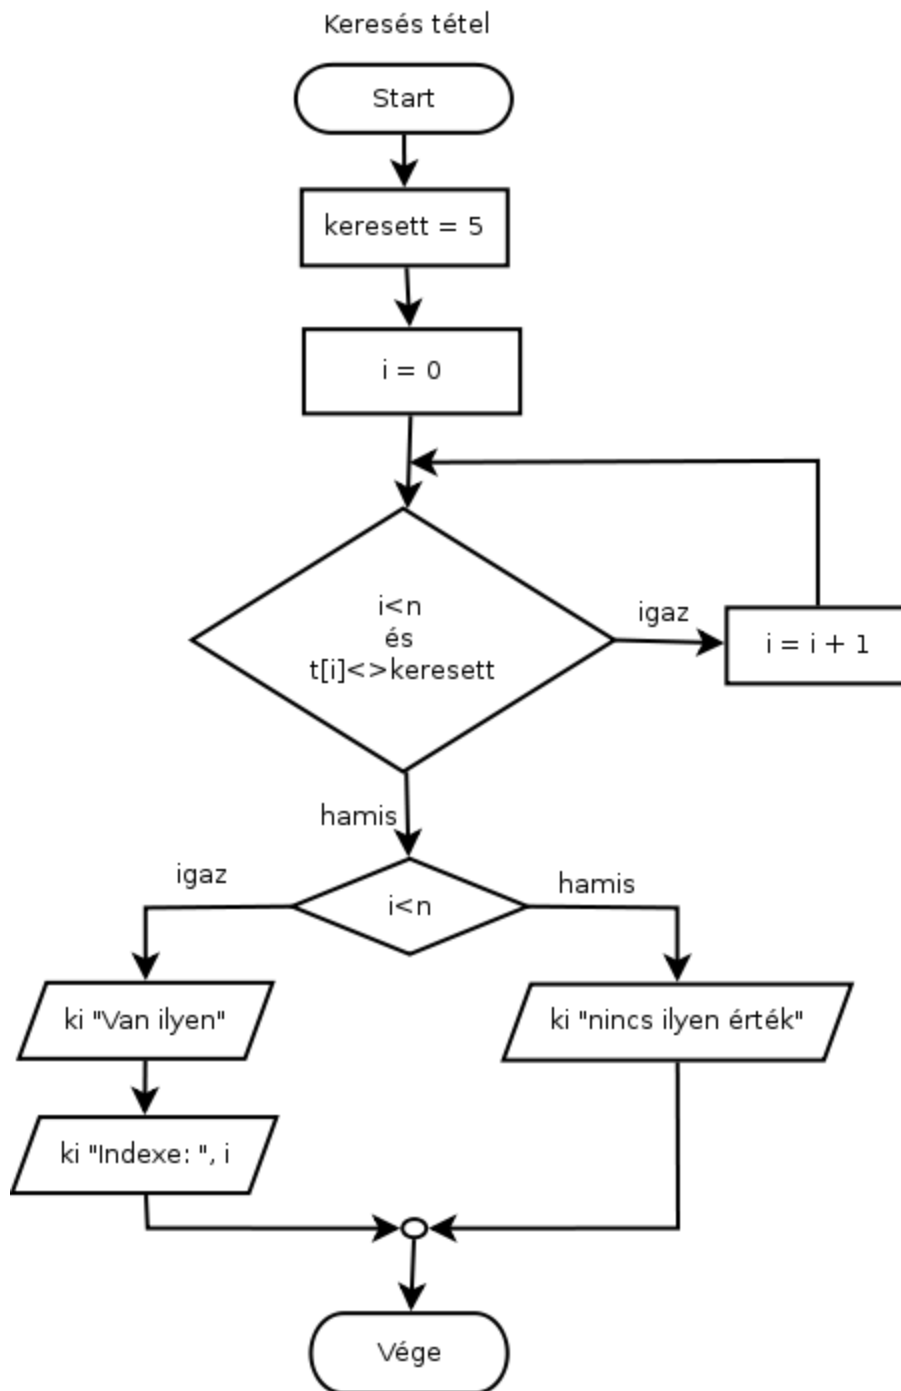 Keresés tétel
Start
keresett = 5
i = 0
i<n
és
t[i]<>keresett
igaz
i = i + 1
hamis
i<n
igaz
hamis
ki "Van ilyen"
ki "nincs ilyen érték"
ki "Indexe: ", i
Vége